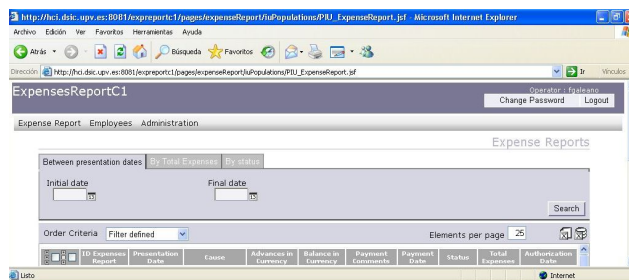 http://hci.dsic.upv.es:8081/expreportc1/pages/expenseReport/iuPopulations/PIU_ExpenseReport.jsf - Microsoft Internet Explorer
Archivo Edición Ver Favoritos Herramientas Ayuda
Atrás Búsqueda Favoritos
Dirección http://hci.dsic.upv.es:8081/expreportc1/pages/expenseReport/iuPopulations/PIU_ExpenseReport.jsf Ir Vínculos
ExpensesReportC1
Operator : fgaleano
Change Password Logout
Expense Report Employees Administration
Expense Reports
Between presentation dates By Total Expenses By status
Initial date Final date
13 13
Search
Order Criteria Filter defined Elements per page 25
ID Expenses Report Presentation Date Cause Advances in Currency Balance in Currency Payment Comments Payment Date Status Total Expenses Authorization Date
Listo Internet